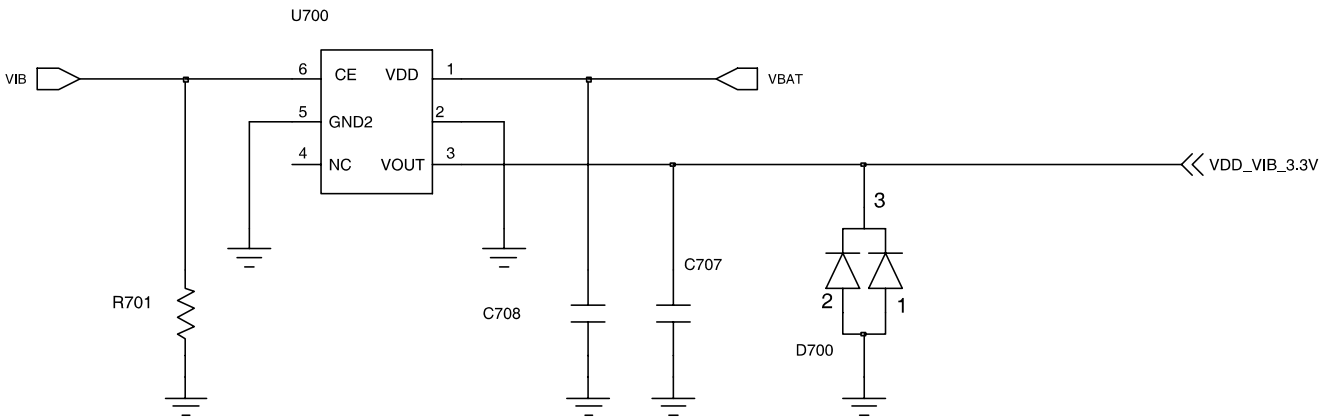 U700
VIB
6
CE
VDD
1
VBAT
5
GND2
2
4
NC
VOUT
3
VDD_VIB_3.3V
3
C707
R701
C708
2
1
D700